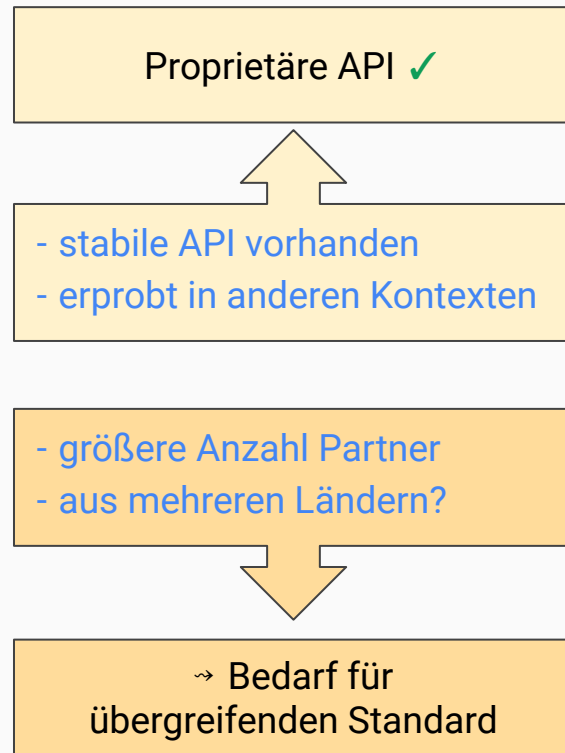 Proprietäre API ✓
- stabile API vorhanden
- erprobt in anderen Kontexten
- größere Anzahl Partner
- aus mehreren Ländern?
⤳ Bedarf für
übergreifenden Standard